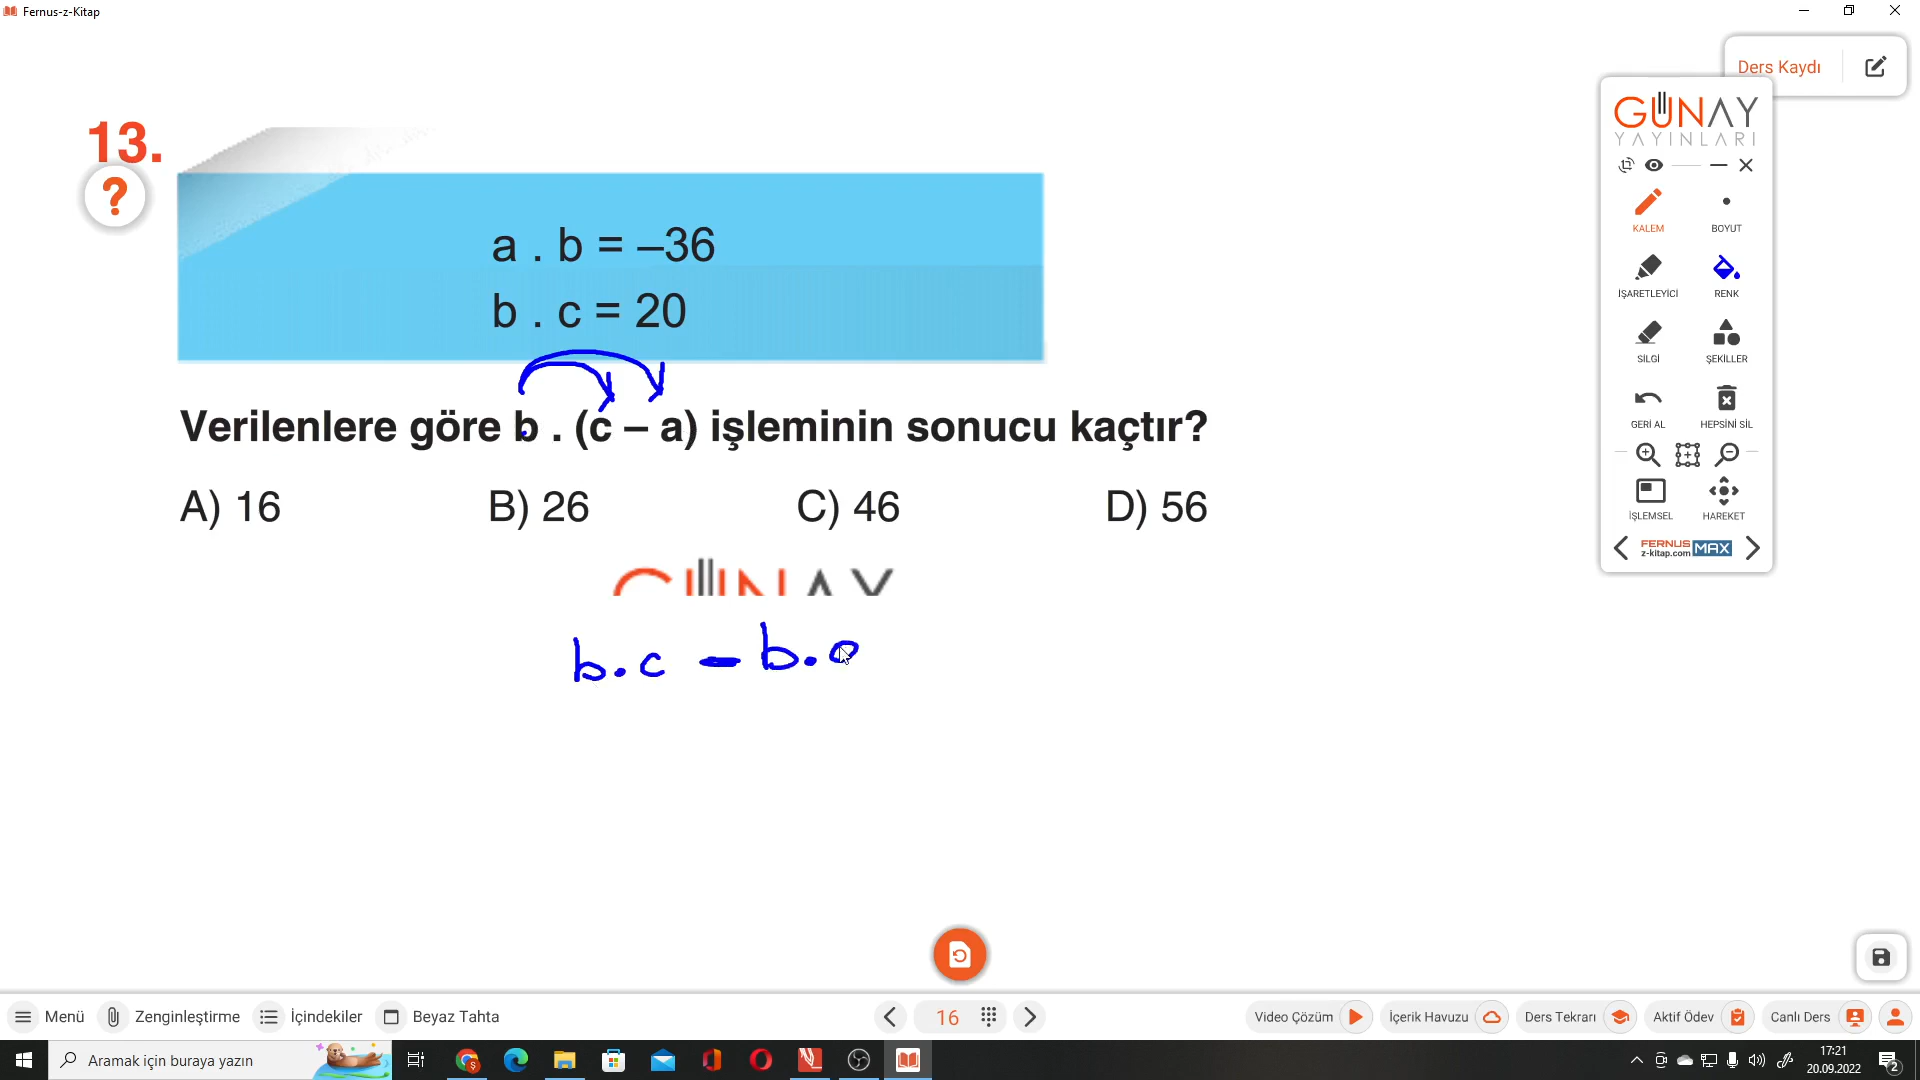 Fernus-z-Kitap
Ders Kaydı
GÜNAY
YAYINLARI
KALEM
BOYUT
İŞARETLEYİCİ
RENK
SİLGİ
ŞEKİLLER
GERİ AL
HEPSİNİ SİL
İŞLEMSEL
HAREKET
FERNUS
z-kitap.com
MAX
13.
?
a . b = –36
b . c = 20
Verilenlere göre b . (c – a) işleminin sonucu kaçtır?
A) 16
B) 26
C) 46
D) 56
GÜNAY
b.c - b.
Menü
Zenginleştirme
İçindekiler
Beyaz Tahta
16
Video Çözüm
İçerik Havuzu
Ders Tekrarı
Aktif Ödev
Canlı Ders
Aramak için buraya yazın
17:21
20.09.2022
2